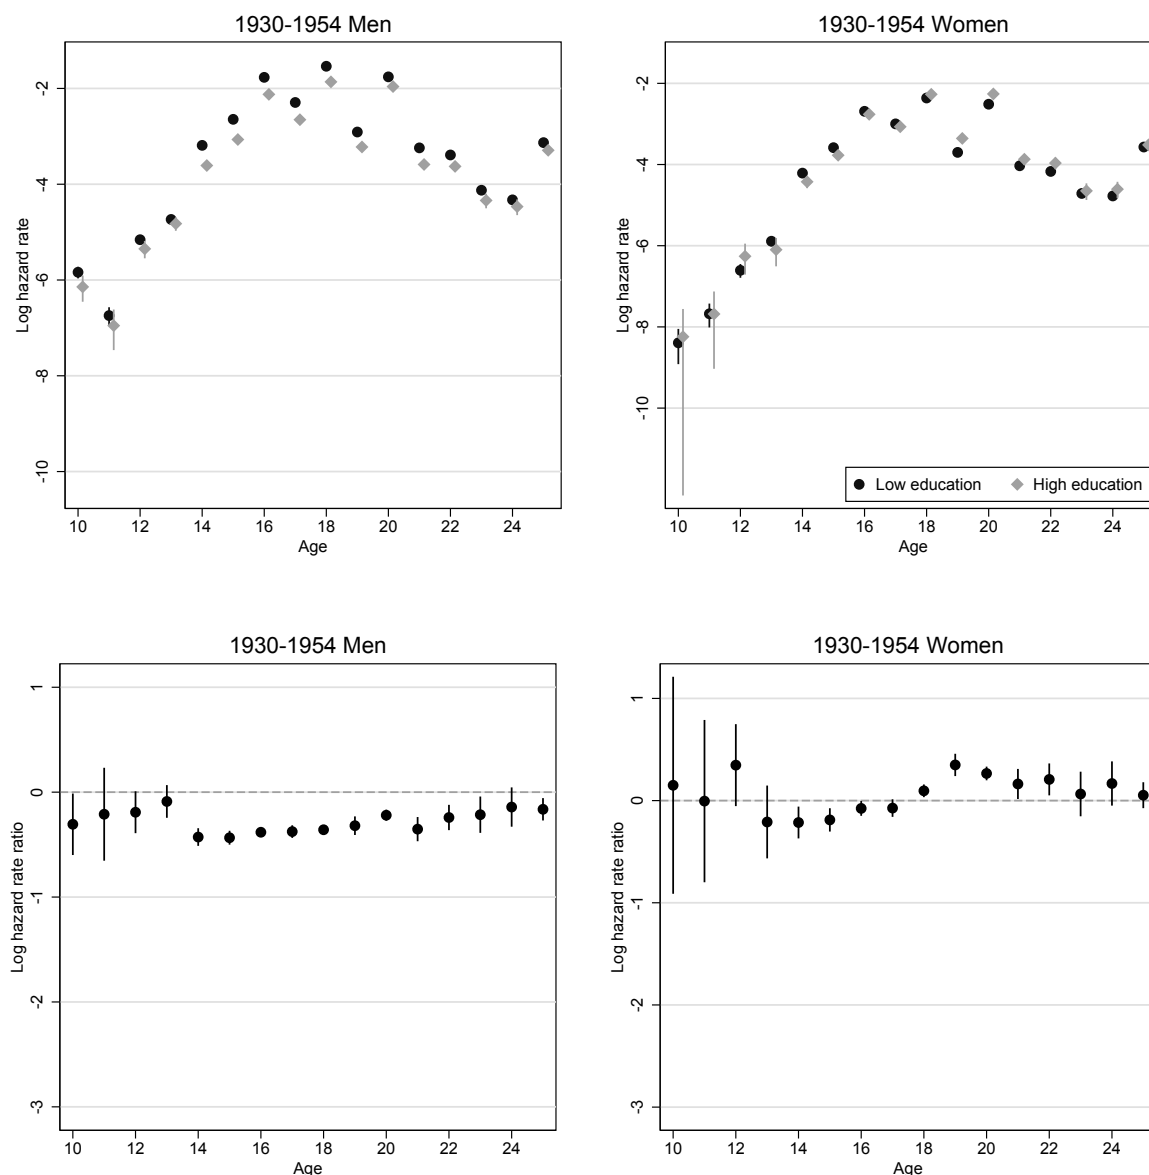 1930-1954 Men
Log hazard rate
-2
-4
-6
-8
-10
10 12 14 16 18 20 22 24
Age
1930-1954 Women
Log hazard rate
-2
-4
-6
-8
-10
Low education
High education
10 12 14 16 18 20 22 24
Age
1930-1954 Men
Log hazard rate ratio
1
0
-1
-2
-3
10 12 14 16 18 20 22 24
Age
1930-1954 Women
Log hazard rate ratio
1
0
-1
-2
-3
10 12 14 16 18 20 22 24
Age